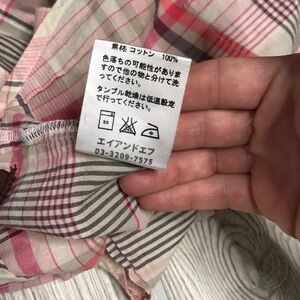 素材 コットン 100%
色落ちの可能性がありま
すので他の物と分けて洗
ってください。
タンブル乾燥は低温設定
で行ってください。
エイアンドエフ
03-3209-7575